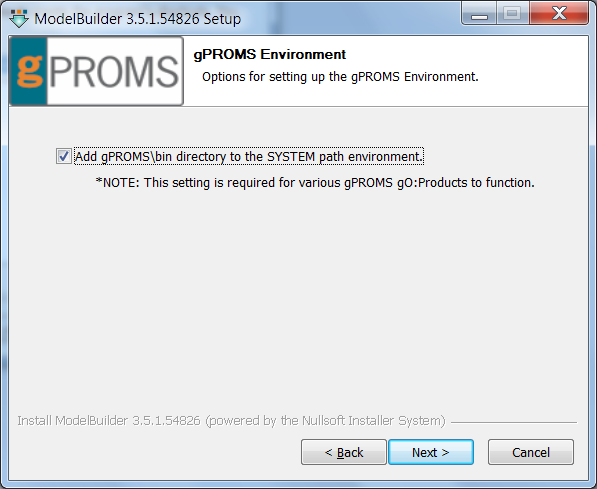 ModelBuilder 3.5.1.54826 Setup
gPROMS
gPROMS Environment
Options for setting up the gPROMS Environment.
Add gPROMS\bin directory to the SYSTEM path environment.
*NOTE: This setting is required for various gPROMS gO:Products to function.
Install ModelBuilder 3.5.1.54826 (powered by the Nullsoft Installer System)
< Back
Next >
Cancel